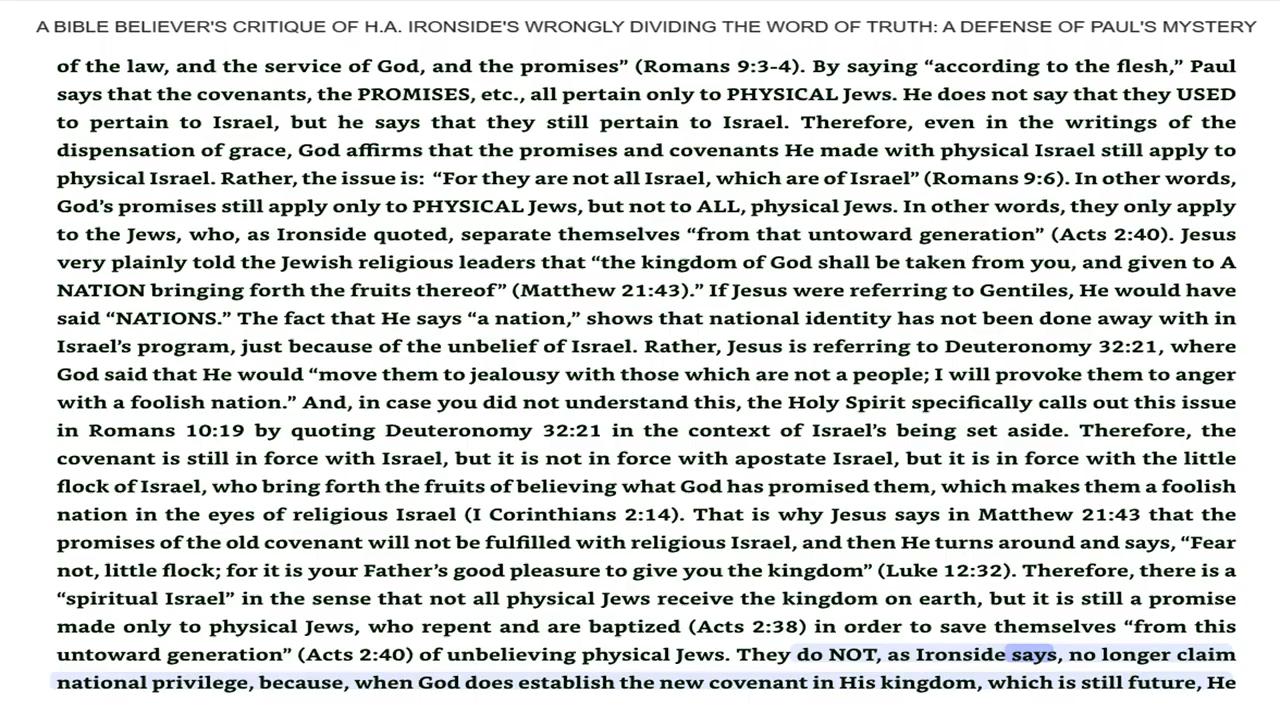 A BIBLE BELIEVER'S CRITIQUE OF H.A. IRONSIDE'S WRONGLY DIVIDING THE WORD OF TRUTH: A DEFENSE OF PAUL'S MYSTERY
of the law, and the service of God, and the promises” (Romans 9:3-4). By saying “according to the flesh,” Paul
says that the covenants, the PROMISES, etc., all pertain only to PHYSICAL Jews. He does not say that they USED
to pertain to Israel, but he says that they still pertain to Israel. Therefore, even in the writings of the
dispensation of grace, God affirms that the promises and covenants He made with physical Israel still apply to
physical Israel. Rather, the issue is: “For they are not all Israel, which are of Israel” (Romans 9:6). In other words,
God’s promises still apply only to PHYSICAL Jews, but not to ALL, physical Jews. In other words, they only apply
to the Jews, who, as Ironside quoted, separate themselves “from that untoward generation” (Acts 2:40). Jesus
very plainly told the Jewish religious leaders that “the kingdom of God shall be taken from you, and given to A
NATION bringing forth the fruits thereof” (Matthew 21:43).” If Jesus were referring to Gentiles, He would have
said “NATIONS.” The fact that He says “a nation,” shows that national identity has not been done away with in
Israel’s program, just because of the unbelief of Israel. Rather, Jesus is referring to Deuteronomy 32:21, where
God said that He would “move them to jealousy with those which are not a people; I will provoke them to anger
with a foolish nation.” And, in case you did not understand this, the Holy Spirit specifically calls out this issue
in Romans 10:19 by quoting Deuteronomy 32:21 in the context of Israel’s being set aside. Therefore, the
covenant is still in force with Israel, but it is not in force with apostate Israel, but it is in force with the little
flock of Israel, who bring forth the fruits of believing what God has promised them, which makes them a foolish
nation in the eyes of religious Israel (I Corinthians 2:14). That is why Jesus says in Matthew 21:43 that the
promises of the old covenant will not be fulfilled with religious Israel, and then He turns around and says, “Fear
not, little flock; for it is your Father’s good pleasure to give you the kingdom” (Luke 12:32). Therefore, there is a
“spiritual Israel” in the sense that not all physical Jews receive the kingdom on earth, but it is still a promise
made only to physical Jews, who repent and are baptized (Acts 2:38) in order to save themselves “from this
untoward generation” (Acts 2:40) of unbelieving physical Jews. They do NOT, as Ironside says, no longer claim
national privilege, because, when God does establish the new covenant in His kingdom, which is still future, He